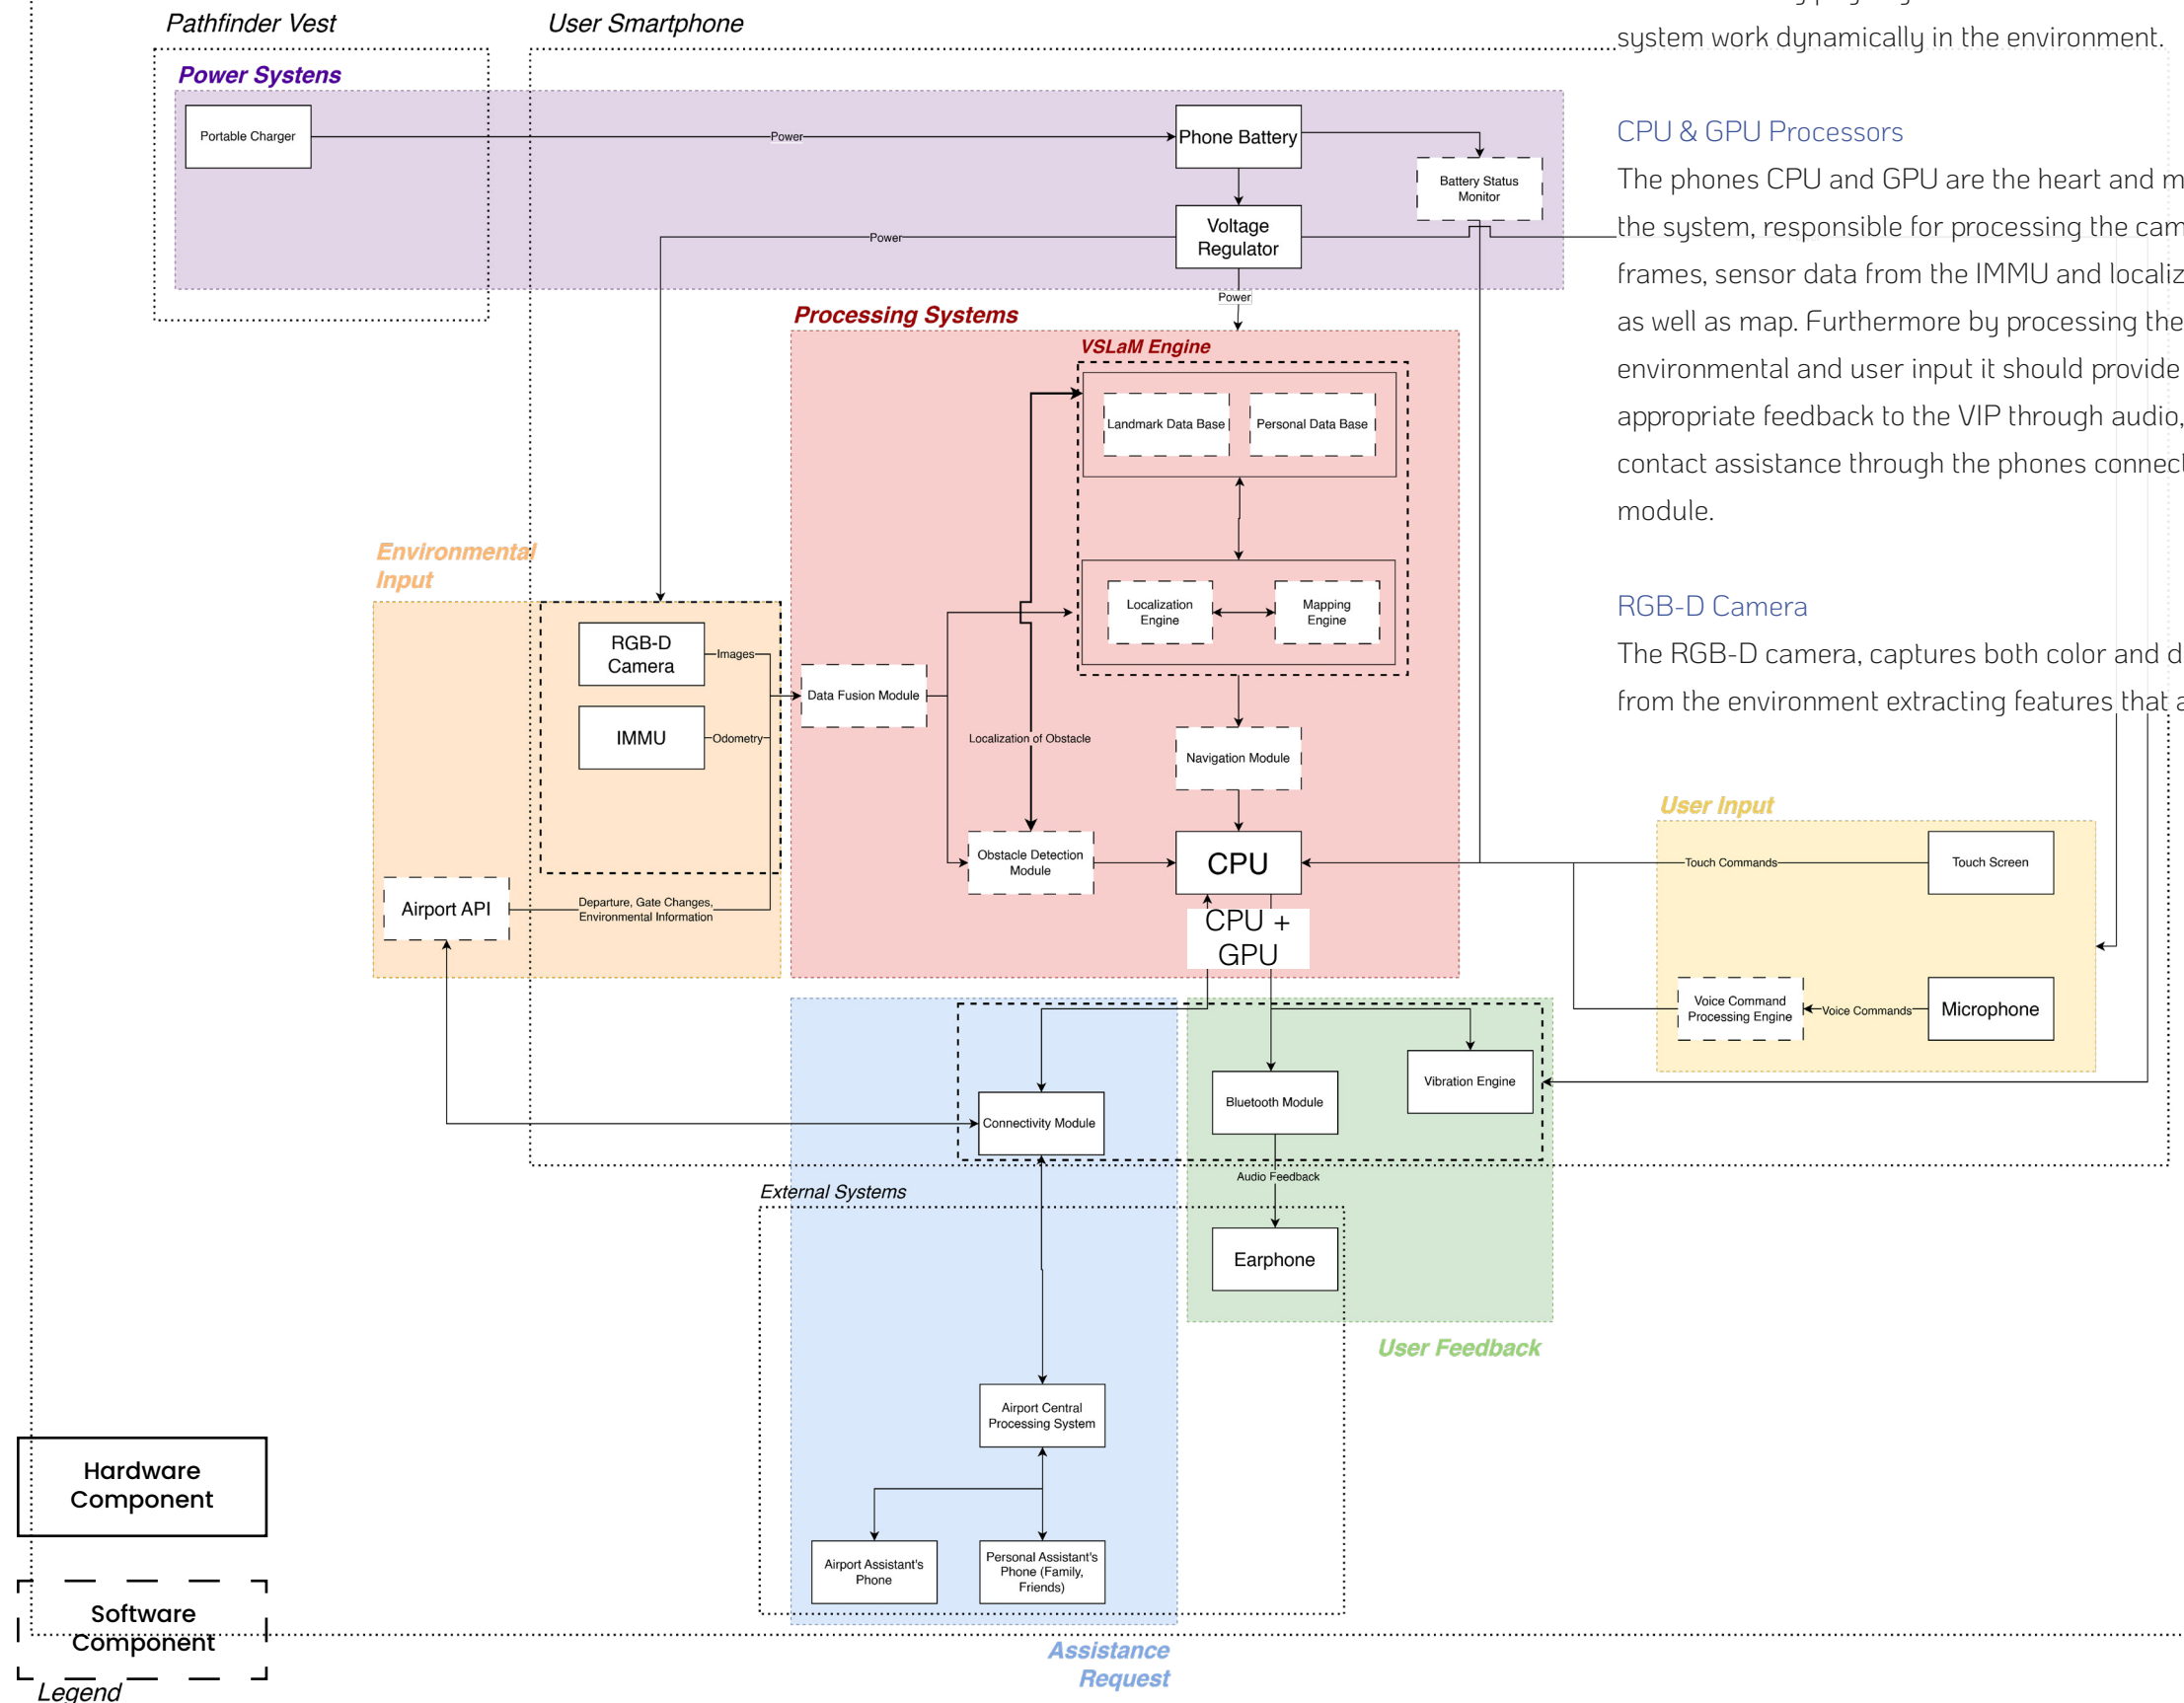 Pathfinder Vest
User Smartphone
system work dynamically in the environment.
Power Systens
Portable Charger
Power
Phone Battery
Battery Status
Monitor
Power
Voltage
Regulator
Power
CPU & GPU Processors
The phones CPU and GPU are the heart and m
the system, responsible for processing the cam
frames, sensor data from the IMMU and localiz
as well as map. Furthermore by processing the
environmental and user input it should provide
appropriate feedback to the VIP through audio,
contact assistance through the phones connect
module.
RGB-D Camera
The RGB-D camera, captures both color and d
from the environment extracting features that a
Processing Systems
VSLaM Engine
Landmark Data Base
Personal Data Base
Localization
Engine
Mapping
Engine
Environmental
Input
RGB-D
Camera
Images
IMMU
Odometry
Data Fusion Module
Localization of Obstacle
Navigation Module
Obstacle Detection
Module
CPU
CPU +
GPU
Airport API
Departure, Gate Changes,
Environmental Information
User Input
Touch Commands
Touch Screen
Voice Command
Processing Engine
Voice Commands
Microphone
Connectivity Module
Bluetooth Module
Vibration Engine
Audio Feedback
External Systems
Earphone
User Feedback
Airport Central
Processing System
Airport Assistant's
Phone
Personal Assistant's
Phone (Family,
Friends)
Assistance
Request
Hardware
Component
Software
Component
Legend